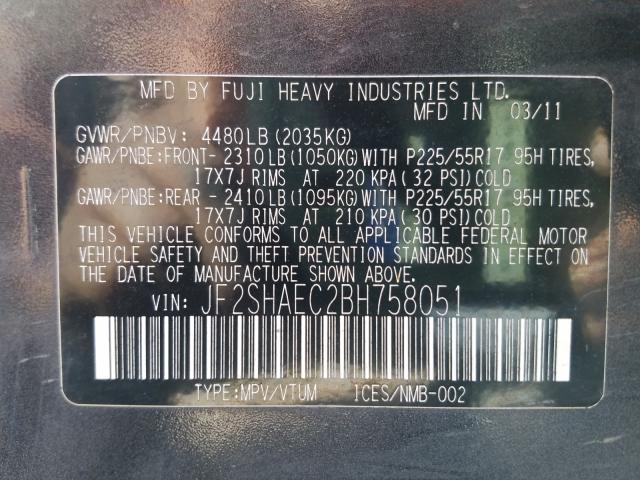 MFD BY FUJI HEAVY INDUSTRIES LTD.
MFD IN 03/11
GVWR/PNBV: 4480LB(2035KG)
GAWR/PNBE:FRONT- 2310LB(1050KG)WITH P225/55R17 95H TIRES,
17X7J RIMS AT 220 KPA( 32 PSI)COLD
GAWR/PNBE:REAR - 2410LB(1095KG)WITH P225/55R17 95H TIRES,
17X7J RIMS AT 210 KPA( 30 PSI)COLD
THIS VEHICLE CONFORMS TO ALL APPLICABLE FEDERAL MOTOR
VEHICLE SAFETY AND THEFT PREVENTION STANDARDS IN EFFECT ON
THE DATE OF MANUFACTURE SHOWN ABOVE.
VIN: JF2SHAEC2BH758051
TYPE:MPV/VTUM ICES/NMB-002